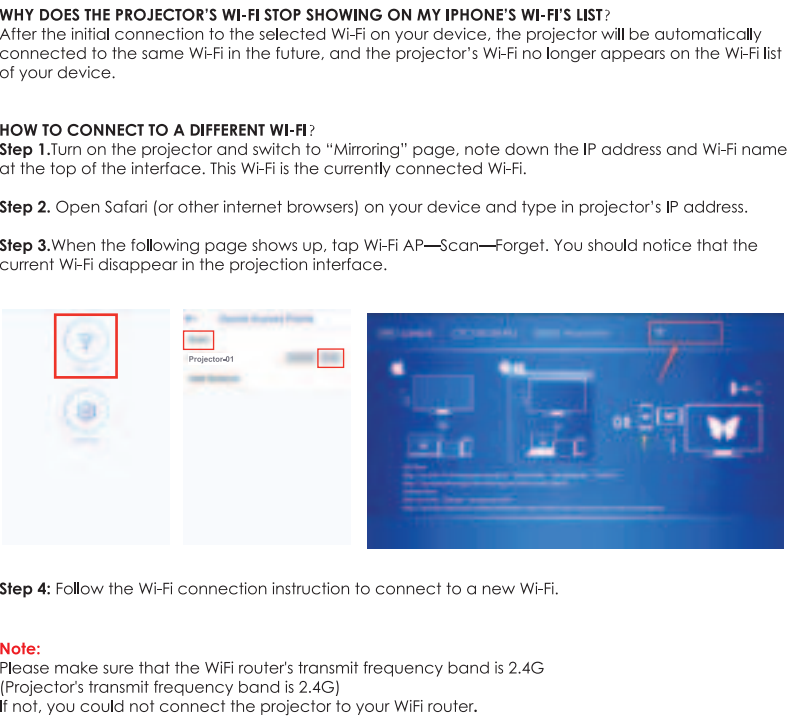 WHY DOES THE PROJECTOR'S WI-FI STOP SHOWING ON MY IPHONE'S WI-FI'S LIST?
After the initial connection to the selected Wi-Fi on your device, the projector will be automatically
connected to the same Wi-Fi in the future, and the projector's Wi-Fi no longer appears on the Wi-Fi list
of your device.
HOW TO CONNECT TO A DIFFERENT WI-FI?
Step 1.Turn on the projector and switch to “Mirroring” page, note down the IP address and Wi-Fi name
at the top of the interface. This Wi-Fi is the currently connected Wi-Fi.
Step 2. Open Safari (or other internet browsers) on your device and type in projector's IP address.
Step 3.When the following page shows up, tap Wi-Fi AP—Scan—Forget. You should notice that the
current Wi-Fi disappear in the projection interface.
Projector-01
OR
Step 4: Follow the Wi-Fi connection instruction to connect to a new Wi-Fi.
Note:
Please make sure that the WiFi router's transmit frequency band is 2.4G
(Projector's transmit frequency band is 2.4G)
If not, you could not connect the projector to your WiFi router.